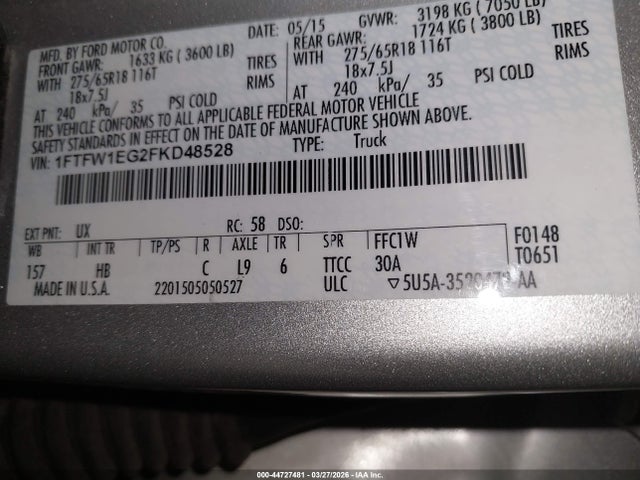 MFD. BY FORD MOTOR CO.
DATE: 05/15 GVWR: 3198 KG ( 7050 LB)
FRONT GAWR: 1633 KG ( 3600 LB)
REAR GAWR: 1724 KG ( 3800 LB)
WITH 275/65R18 116T TIRES
WITH 275/65R18 116T TIRES
18x7.5J RIMS
18x7.5J RIMS
AT 240 kPa/ 35 PSI COLD
AT 240 kPa/ 35 PSI COLD
THIS VEHICLE CONFORMS TO ALL APPLICABLE FEDERAL MOTOR VEHICLE
SAFETY STANDARDS IN EFFECT ON THE DATE OF MANUFACTURE SHOWN ABOVE.
VIN: 1FTFW1EG2FKD48528 TYPE: Truck
EXT PNT: UX RC: 58 DSO:
WB INT TR TP/PS R AXLE TR SPR FFC1W F0148
157 HB C L9 6 TTCC 30A T0651
MADE IN U.S.A. 2201505050527 ULC ▽5U5A- AA
000-44727481 - 03/27/2026 - IAA Inc.